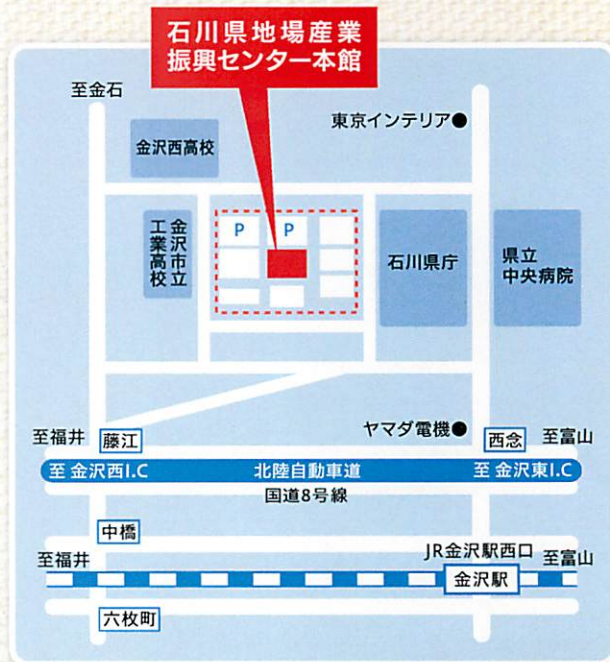 石川県地場産業
振興センター本館
至金石
東京インテリア
金沢西高校
P
P
金沢市立
工業高校
石川県庁
県立
中央病院
ヤマダ電機
至福井
藤江
西念
至富山
至 金沢西I.C
北陸自動車道
至 金沢東I.C
国道8号線
中橋
JR金沢駅西口
至福井
至富山
金沢駅
六枚町